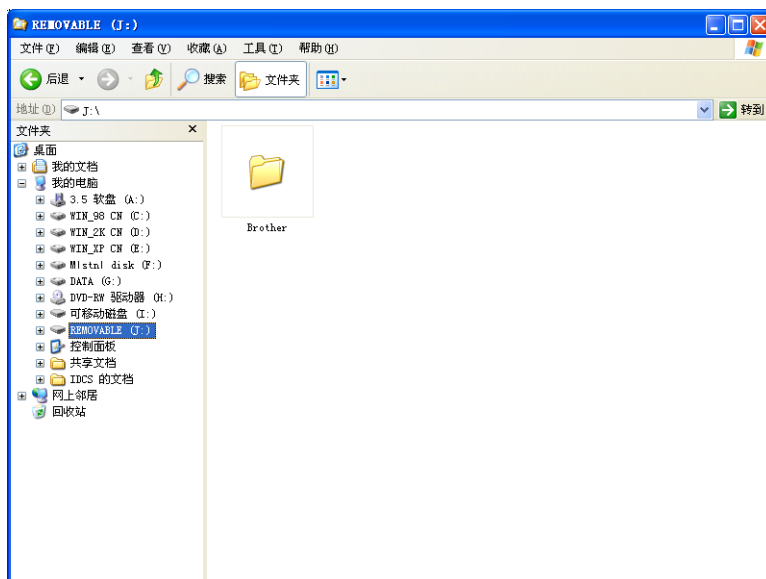 REMOVABLE (J:)
文件(F) 编辑(E) 查看(V) 收藏(A) 工具(T) 帮助(H)
后退 搜索 文件夹
地址(D) J:\ 转到
文件夹
桌面
我的文档
我的电脑
3.5 软盘 (A:)
WIN_98 CN (C:)
WIN_2K CN (D:)
WIN_XP CN (E:)
MIstnl disk (F:)
DATA (G:)
DVD-RW 驱动器 (H:)
可移动磁盘 (I:)
REMOVABLE (J:)
控制面板
共享文档
IDCS 的文档
网上邻居
回收站
Brother